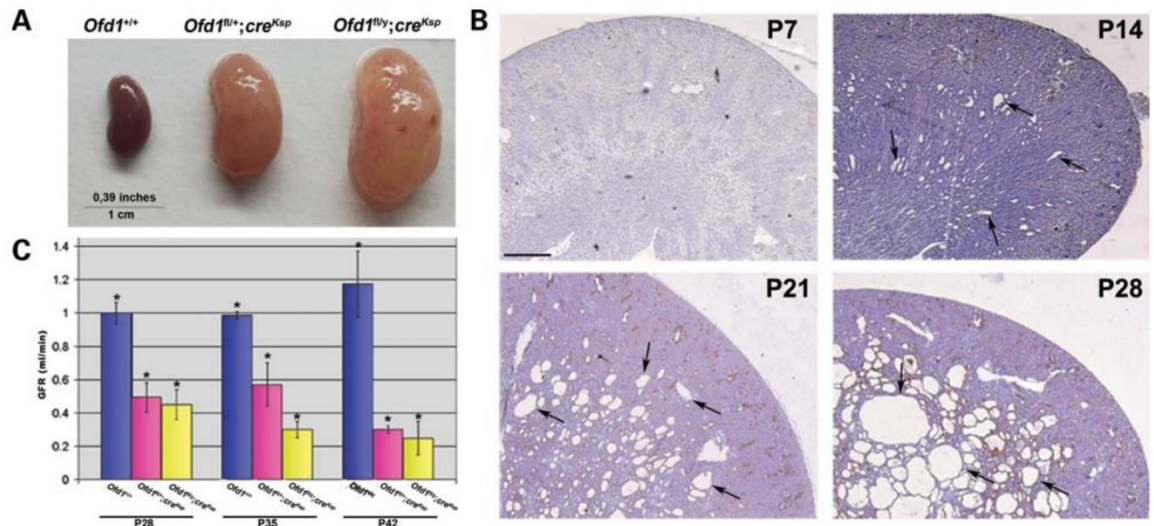 A
Ofd1+/+ Ofd1fl/+;creKsp Ofd1fl/y;creKsp
0,39 inches
1 cm
B
P7
P14
P21
P28
C
GFR (ml/min)
1.4
1.2
1
0.8
0.6
0.4
0.2
0
* * * * * * * * *
P28 P35 P42